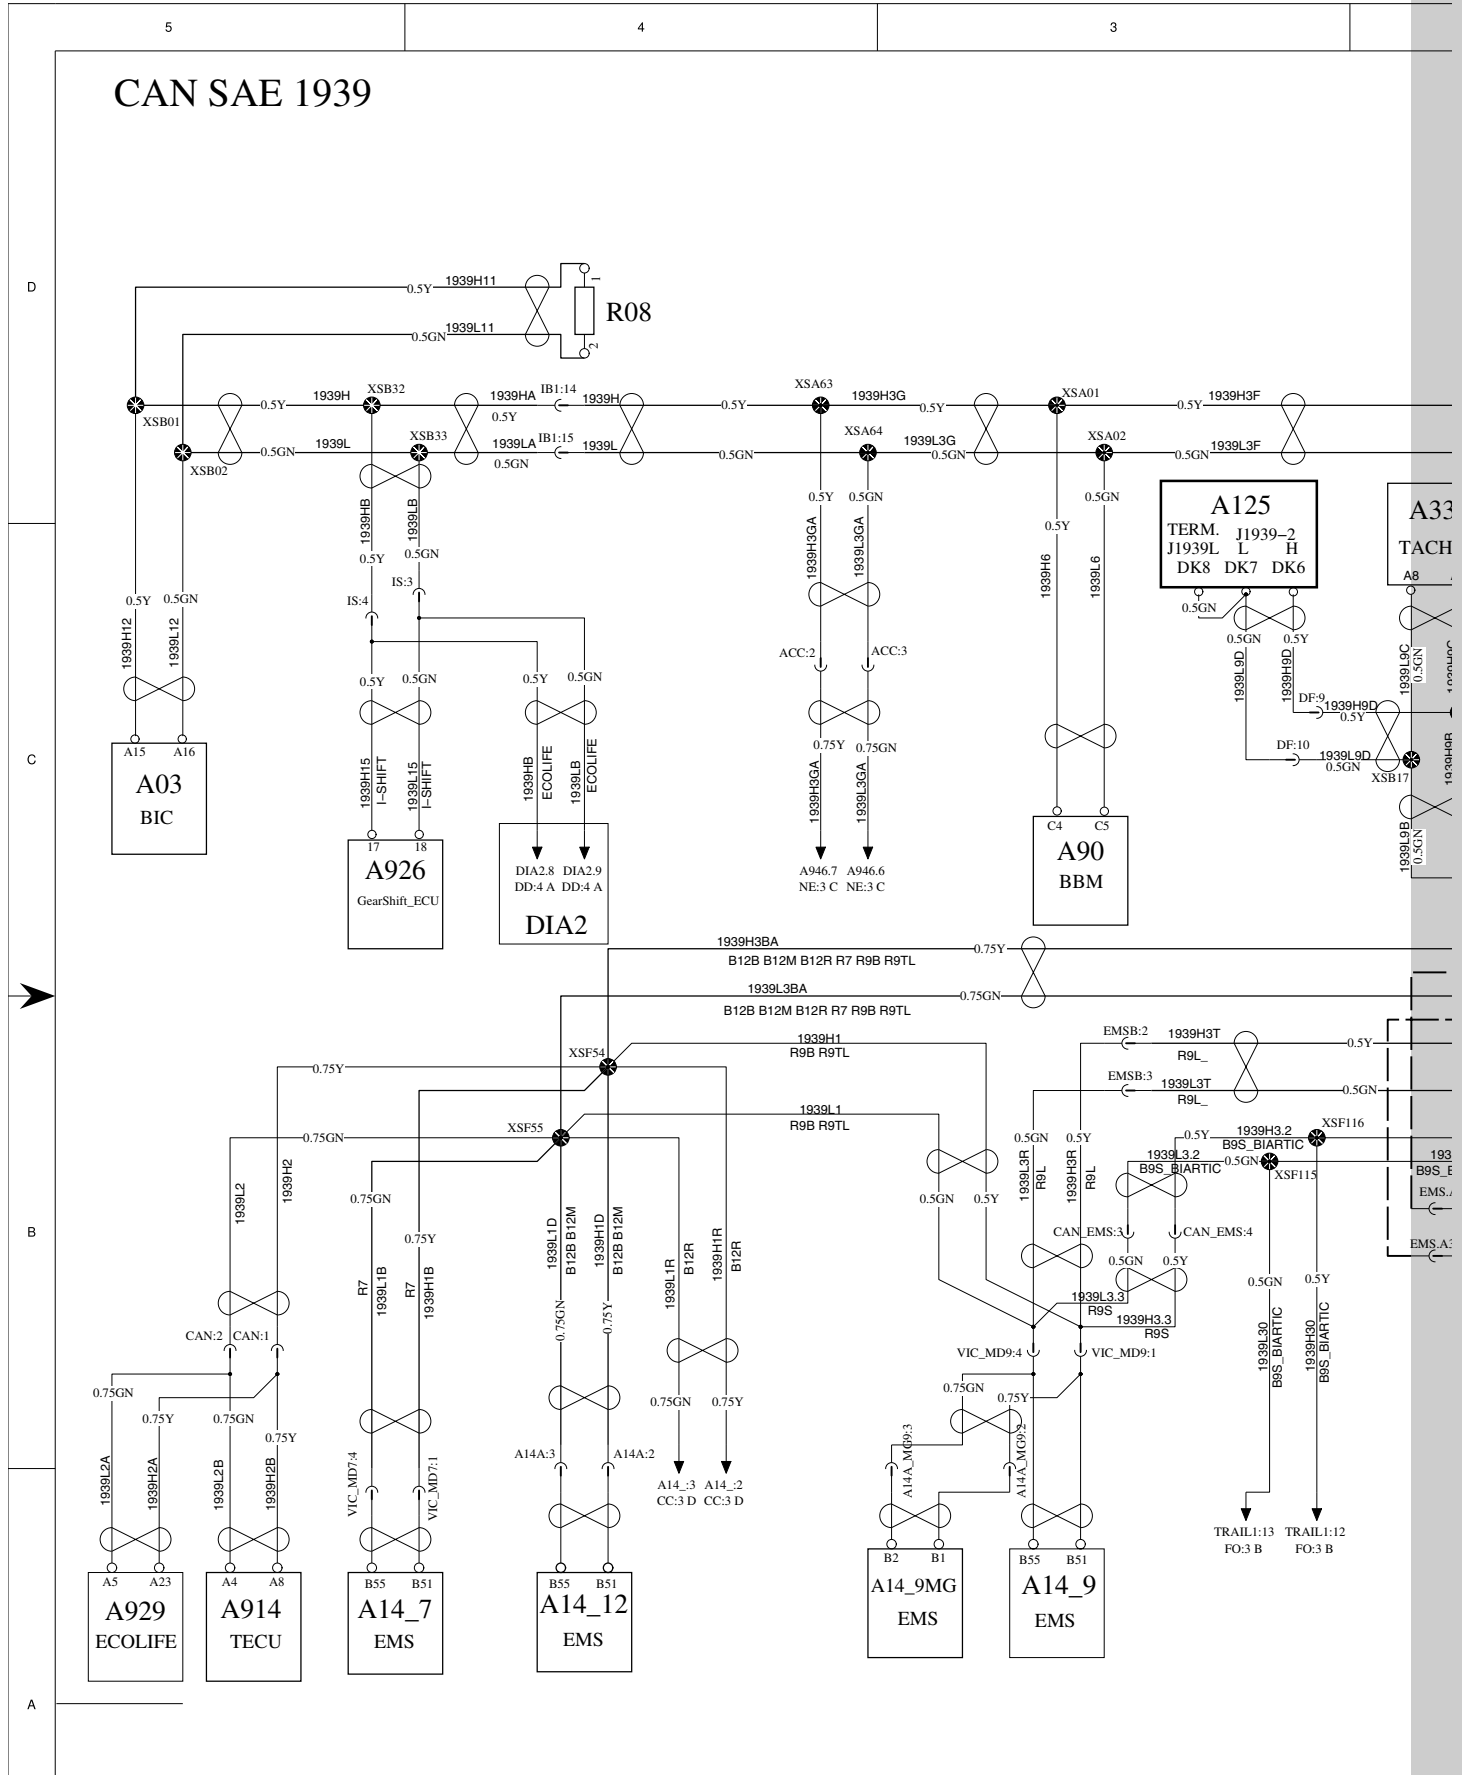 5
4
3
CAN SAE 1939
D
0.5Y
1939H11
1
R08
0.5GN
1939L11
2
XSB01
0.5Y
1939H
XSB32
1939HA
0.5Y
IB1:14
1939H
0.5Y
XSA63
1939H3G
0.5Y
XSA01
0.5Y
1939H3F
XSB02
0.5GN
1939L
XSB33
1939LA
0.5GN
IB1:15
1939L
0.5GN
XSA64
1939L3G
0.5GN
XSA02
0.5GN
1939L3F
1939HB
0.5Y
IS:4
1939LB
0.5GN
IS:3
0.5Y
1939H3GA
0.5GN
1939L3GA
0.5Y
1939H6
0.5GN
1939L6
A125
TERM.
J1939-2
J1939L
L
H
DK8
DK7
DK6
0.5GN
0.5GN
0.5Y
1939L9D
1939H9D
DF:9
1939H9D
0.5Y
DF:10
1939L9D
0.5GN
XSB17
A33
TACH
A8
1939L9C
0.5GN
1939H9C
1939H9B
1939L9B
0.5GN
0.5Y
1939H12
0.5GN
1939L12
C
A15
A16
A03
BIC
0.5Y
0.5GN
1939H15
I-SHIFT
1939L15
I-SHIFT
17
18
A926
GearShift_ECU
0.5Y
0.5GN
1939HB
ECOLIFE
1939LB
ECOLIFE
DIA2.8
DIA2.9
DD:4 A
DD:4 A
DIA2
ACC:2
ACC:3
0.75Y
0.75GN
1939H3GA
1939L3GA
A946.7
A946.6
NE:3 C
NE:3 C
C4
C5
A90
BBM
1939H3BA
0.75Y
B12B B12M B12R R7 R9B R9TL
1939L3BA
0.75GN
B12B B12M B12R R7 R9B R9TL
XSF54
0.75Y
1939H1
R9B R9TL
XSF55
0.75GN
1939L1
R9B R9TL
EMSB:2
1939H3T
R9L_
0.5Y
EMSB:3
1939L3T
R9L_
0.5GN
0.5Y
1939H3.2
B9S_BIARTIC
XSF116
1939L3.2
B9S_BIARTIC
0.5GN
XSF115
193
B9S_B
EMS.A
EMS.A3
B
1939L2
1939H2
0.75GN
R7
1939L1B
0.75Y
R7
1939H1B
1939L1D
B12B B12M
0.75GN
1939H1D
B12B B12M
0.75Y
1939L1R
B12R
1939H1R
B12R
0.75GN
0.75Y
A14_:3
A14_:2
CC:3 D
CC:3 D
0.5GN
0.5Y
0.5GN
1939L3R
R9L
0.5Y
1939H3R
R9L
CAN_EMS:3
CAN_EMS:4
0.5GN
0.5Y
1939L3.3
R9S
1939H3.3
R9S
0.5GN
1939L30
B9S_BIARTIC
0.5Y
1939H30
B9S_BIARTIC
TRAIL1:13
TRAIL1:12
FO:3 B
FO:3 B
CAN:2
CAN:1
0.75GN
0.75Y
0.75GN
0.75Y
1939L2A
1939H2A
1939L2B
1939H2B
VIC_MD7:4
VIC_MD7:1
A14A:3
A14A:2
VIC_MD9:4
VIC_MD9:1
0.75GN
0.75Y
A14A_MG9:3
A14A_MG9:2
A5
A23
A929
ECOLIFE
A4
A8
A914
TECU
B55
B51
A14_7
EMS
B55
B51
A14_12
EMS
B2
B1
A14_9MG
EMS
B55
B51
A14_9
EMS
A